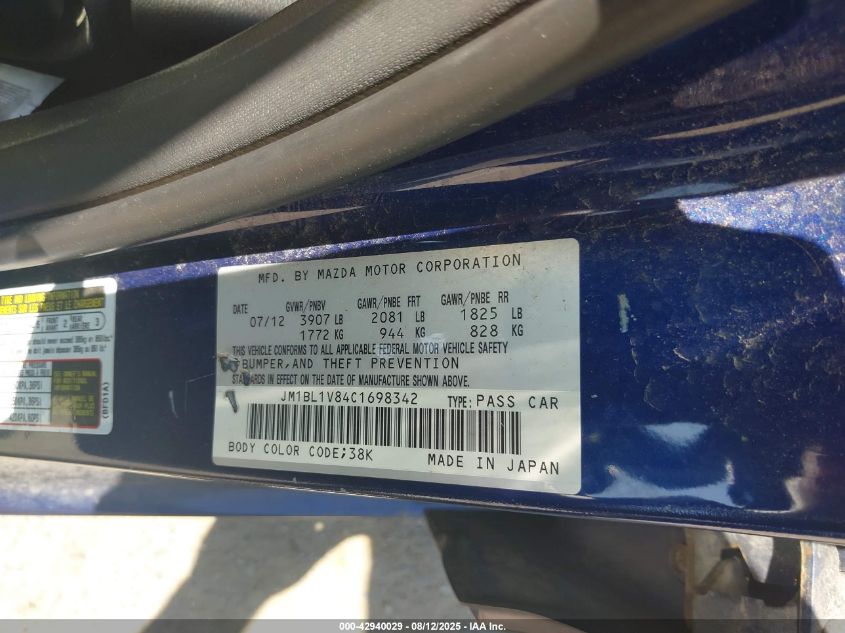 MFD. BY MAZDA MOTOR CORPORATION
DATE GVWR/PNBV GAWR/PNBE FRT GAWR/PNBE RR
07/12 3907 LB 2081 LB 1825 LB
1772 KG 944 KG 828 KG
THIS VEHICLE CONFORMS TO ALL APPLICABLE FEDERAL MOTOR VEHICLE SAFETY
BUMPER, AND THEFT PREVENTION
STANDARDS IN EFFECT ON THE DATE OF MANUFACTURE SHOWN ABOVE.
JM1BL1V84C1698342 TYPE: PASS CAR
BODY COLOR CODE;38K MADE IN JAPAN
(BFD1A)
000-42940029 - 08/12/2025 - IAA Inc.